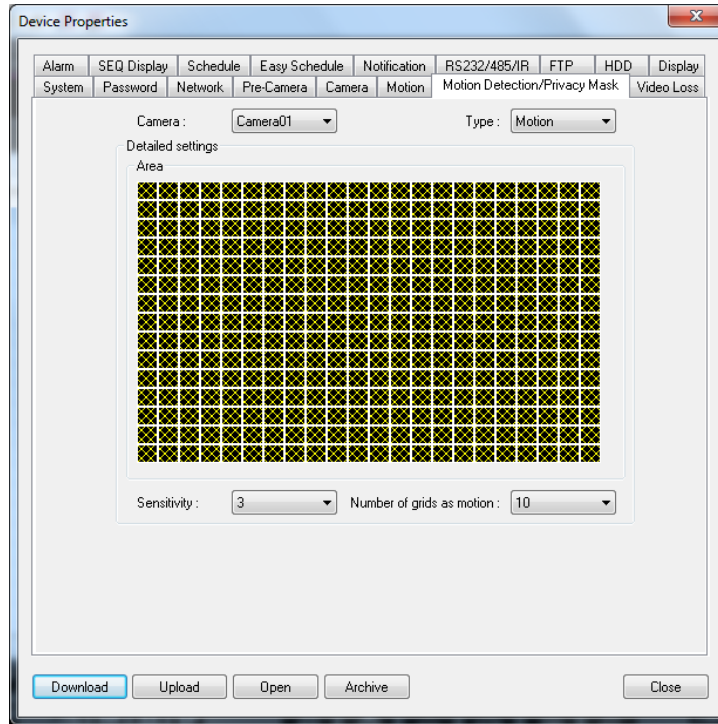 Device Properties
Alarm SEQ Display Schedule Easy Schedule Notification RS232/485/IR FTP HDD Display
System Password Network Pre-Camera Camera Motion Motion Detection/Privacy Mask Video Loss
Camera : Camera01 Type : Motion
Detailed settings
Area
Sensitivity : 3 Number of grids as motion : 10
Download Upload Open Archive Close